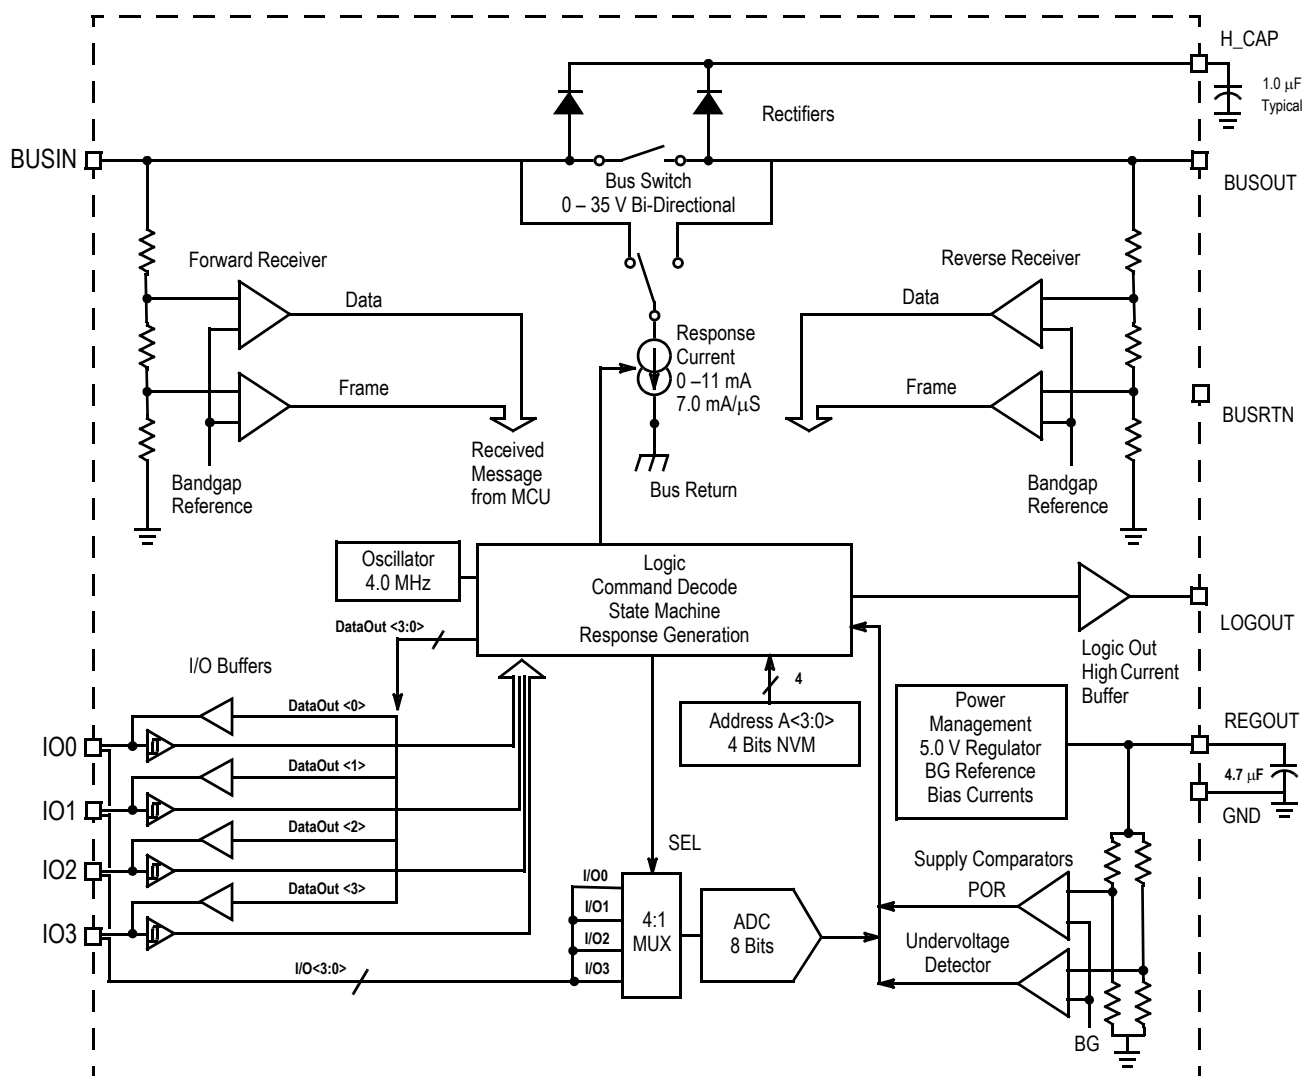 H_CAP
1.0 μF
Typical
Rectifiers
BUSIN
Bus Switch
0 – 35 V Bi-Directional
BUSOUT
Forward Receiver
Reverse Receiver
Data
Data
Response
Current
0 –11 mA
7.0 mA/μS
Frame
Frame
BUSRTN
Received
Message
from MCU
Bandgap
Reference
Bus Return
Bandgap
Reference
Oscillator
4.0 MHz
Logic
Command Decode
State Machine
Response Generation
DataOut <3:0>
LOGOUT
Logic Out
High Current
Buffer
I/O Buffers
4
DataOut <0>
Address A<3:0>
4 Bits NVM
Power
Management
5.0 V Regulator
BG Reference
Bias Currents
REGOUT
IO0
DataOut <1>
4.7 μF
IO1
GND
DataOut <2>
SEL
Supply Comparators
POR
IO2
I/O0
DataOut <3>
I/O1
4:1
MUX
ADC
8 Bits
IO3
I/O2
Undervoltage
Detector
I/O<3:0>
I/O3
BG